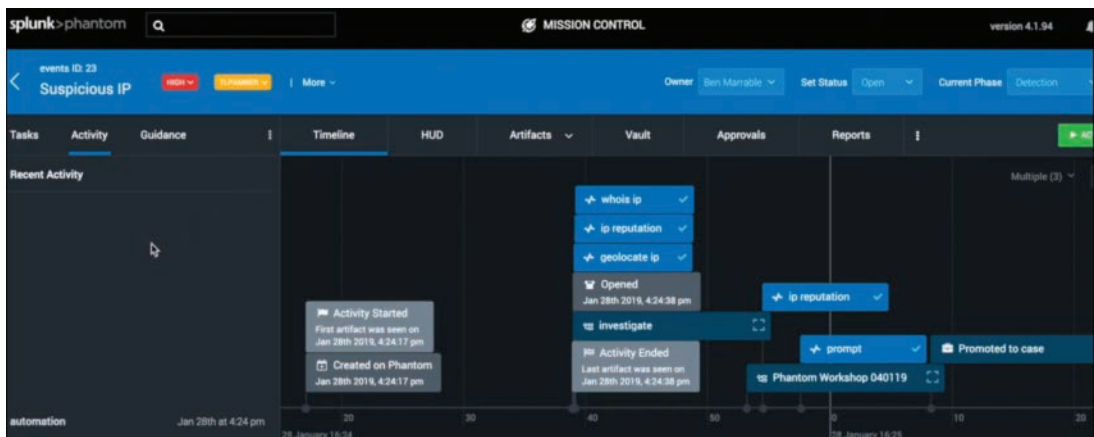 splunk>phantom
MISSION CONTROL
version 4.1.94
events ID: 23
Suspicious IP
HIGH
More
Owner
Ben Marrable
Set Status
Open
Current Phase
Detection
Tasks
Activity
Guidance
Timeline
HUD
Artifacts
Vault
Approvals
Reports
Recent Activity
Multiple (3)
whois ip
ip reputation
geolocate ip
Opened
Jan 28th 2019, 4:24:38 pm
ip reputation
Activity Started
First artifact was seen on
Jan 28th 2019, 4:24:17 pm
investigate
Activity Ended
Last artifact was seen on
Jan 28th 2019, 4:24:38 pm
prompt
Promoted to case
Created on Phantom
Jan 28th 2019, 4:24:17 pm
Phantom Workshop 040119
automation
Jan 28th at 4:24 pm
20
30
40
50
0
10
20
28 January 16:24
28 January 16:25